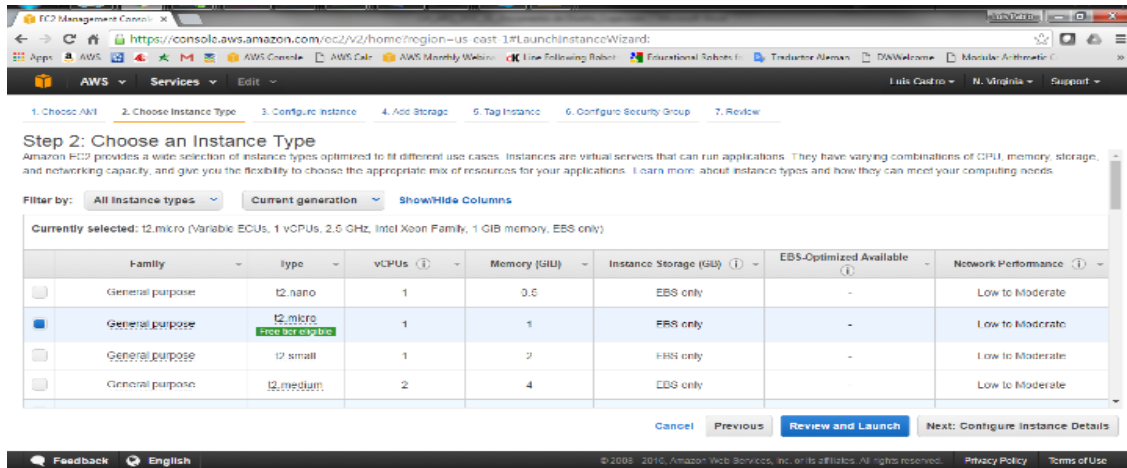 EC2 Management Consol
https://console.aws.amazon.com/ec2/v2/home?region=us-east-1#LaunchInstanceWizard:
Apps AWS AWS Console AWS Calc AWS Monthly Webina Line Following Robot Educational Robots f Traductor Aleman DWWelcome Modular Arithmetic
AWS Services Edit Luis Castro N. Virginia Support
1. Choose AMI 2. Choose Instance Type 3. Configure Instance 4. Add Storage 5. Tag Instance 6. Configure Security Group 7. Review
Step 2: Choose an Instance Type
Amazon EC2 provides a wide selection of instance types optimized to fit different use cases. Instances are virtual servers that can run applications. They have varying combinations of CPU, memory, storage,
and networking capacity, and give you the flexibility to choose the appropriate mix of resources for your applications. Learn more about instance types and how they can meet your computing needs.
Filter by: All instance types Current generation Show/Hide Columns
Currently selected: t2.micro (Variable ECUs, 1 vCPUs, 2.5 GHz, Intel Xeon Family, 1 GiB memory, EBS only)
Family Type vCPUs Memory (GiB) Instance Storage (GB) EBS-Optimized Available Network Performance
General purpose t2.nano 1 0.5 EBS only - Low to Moderate
General purpose t2.micro 1 1 EBS only - Low to Moderate
Free tier eligible
General purpose t2.small 1 2 EBS only - Low to Moderate
General purpose t2.medium 2 4 EBS only - Low to Moderate
Cancel Previous Review and Launch Next: Configure Instance Details
Feedback English © 2008 - 2016, Amazon Web Services, Inc. or its affiliates. All rights reserved. Privacy Policy Terms of Use